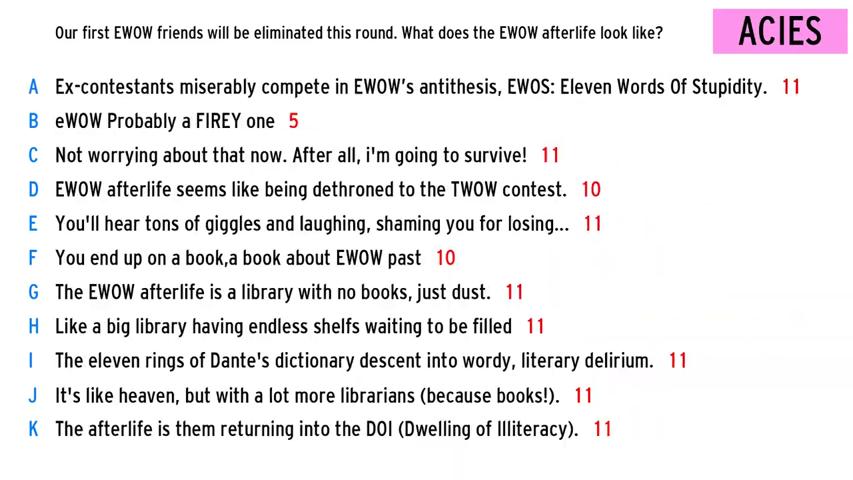 Our first EWOW friends will be eliminated this round. What does the EWOW afterlife look like?
ACIES
A Ex-contestants miserably compete in EWOW's antithesis, EWOS: Eleven Words Of Stupidity. 11
B eWOW Probably a FIREY one 5
C Not worrying about that now. After all, i'm going to survive! 11
D EWOW afterlife seems like being dethroned to the TWOW contest. 10
E You'll hear tons of giggles and laughing, shaming you for losing... 11
F You end up on a book,a book about EWOW past 10
G The EWOW afterlife is a library with no books, just dust. 11
H Like a big library having endless shelfs waiting to be filled 11
I The eleven rings of Dante's dictionary descent into wordy, literary delirium. 11
J It's like heaven, but with a lot more librarians (because books!). 11
K The afterlife is them returning into the DOI (Dwelling of Illiteracy). 11